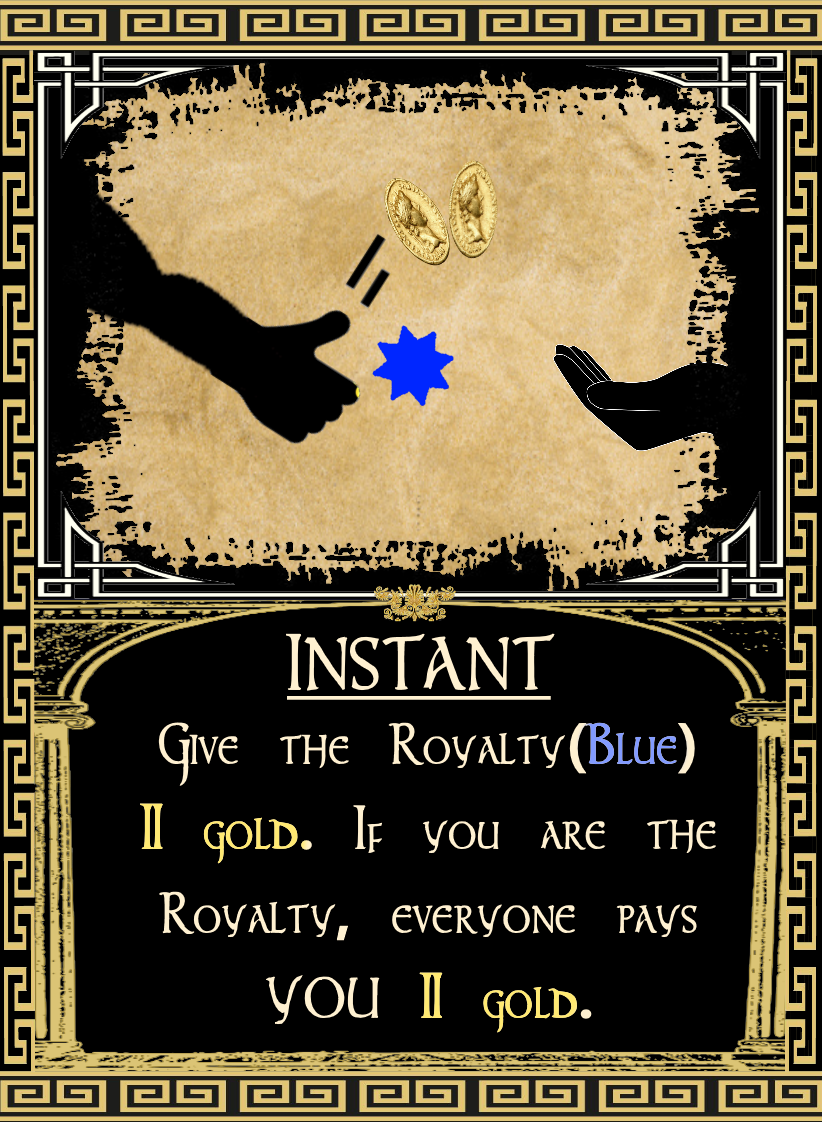 INSTANT
GIVE THE ROYALTY(BLUE)
II GOLD. IF YOU ARE THE
ROYALTY, EVERYONE PAYS
YOU II GOLD.